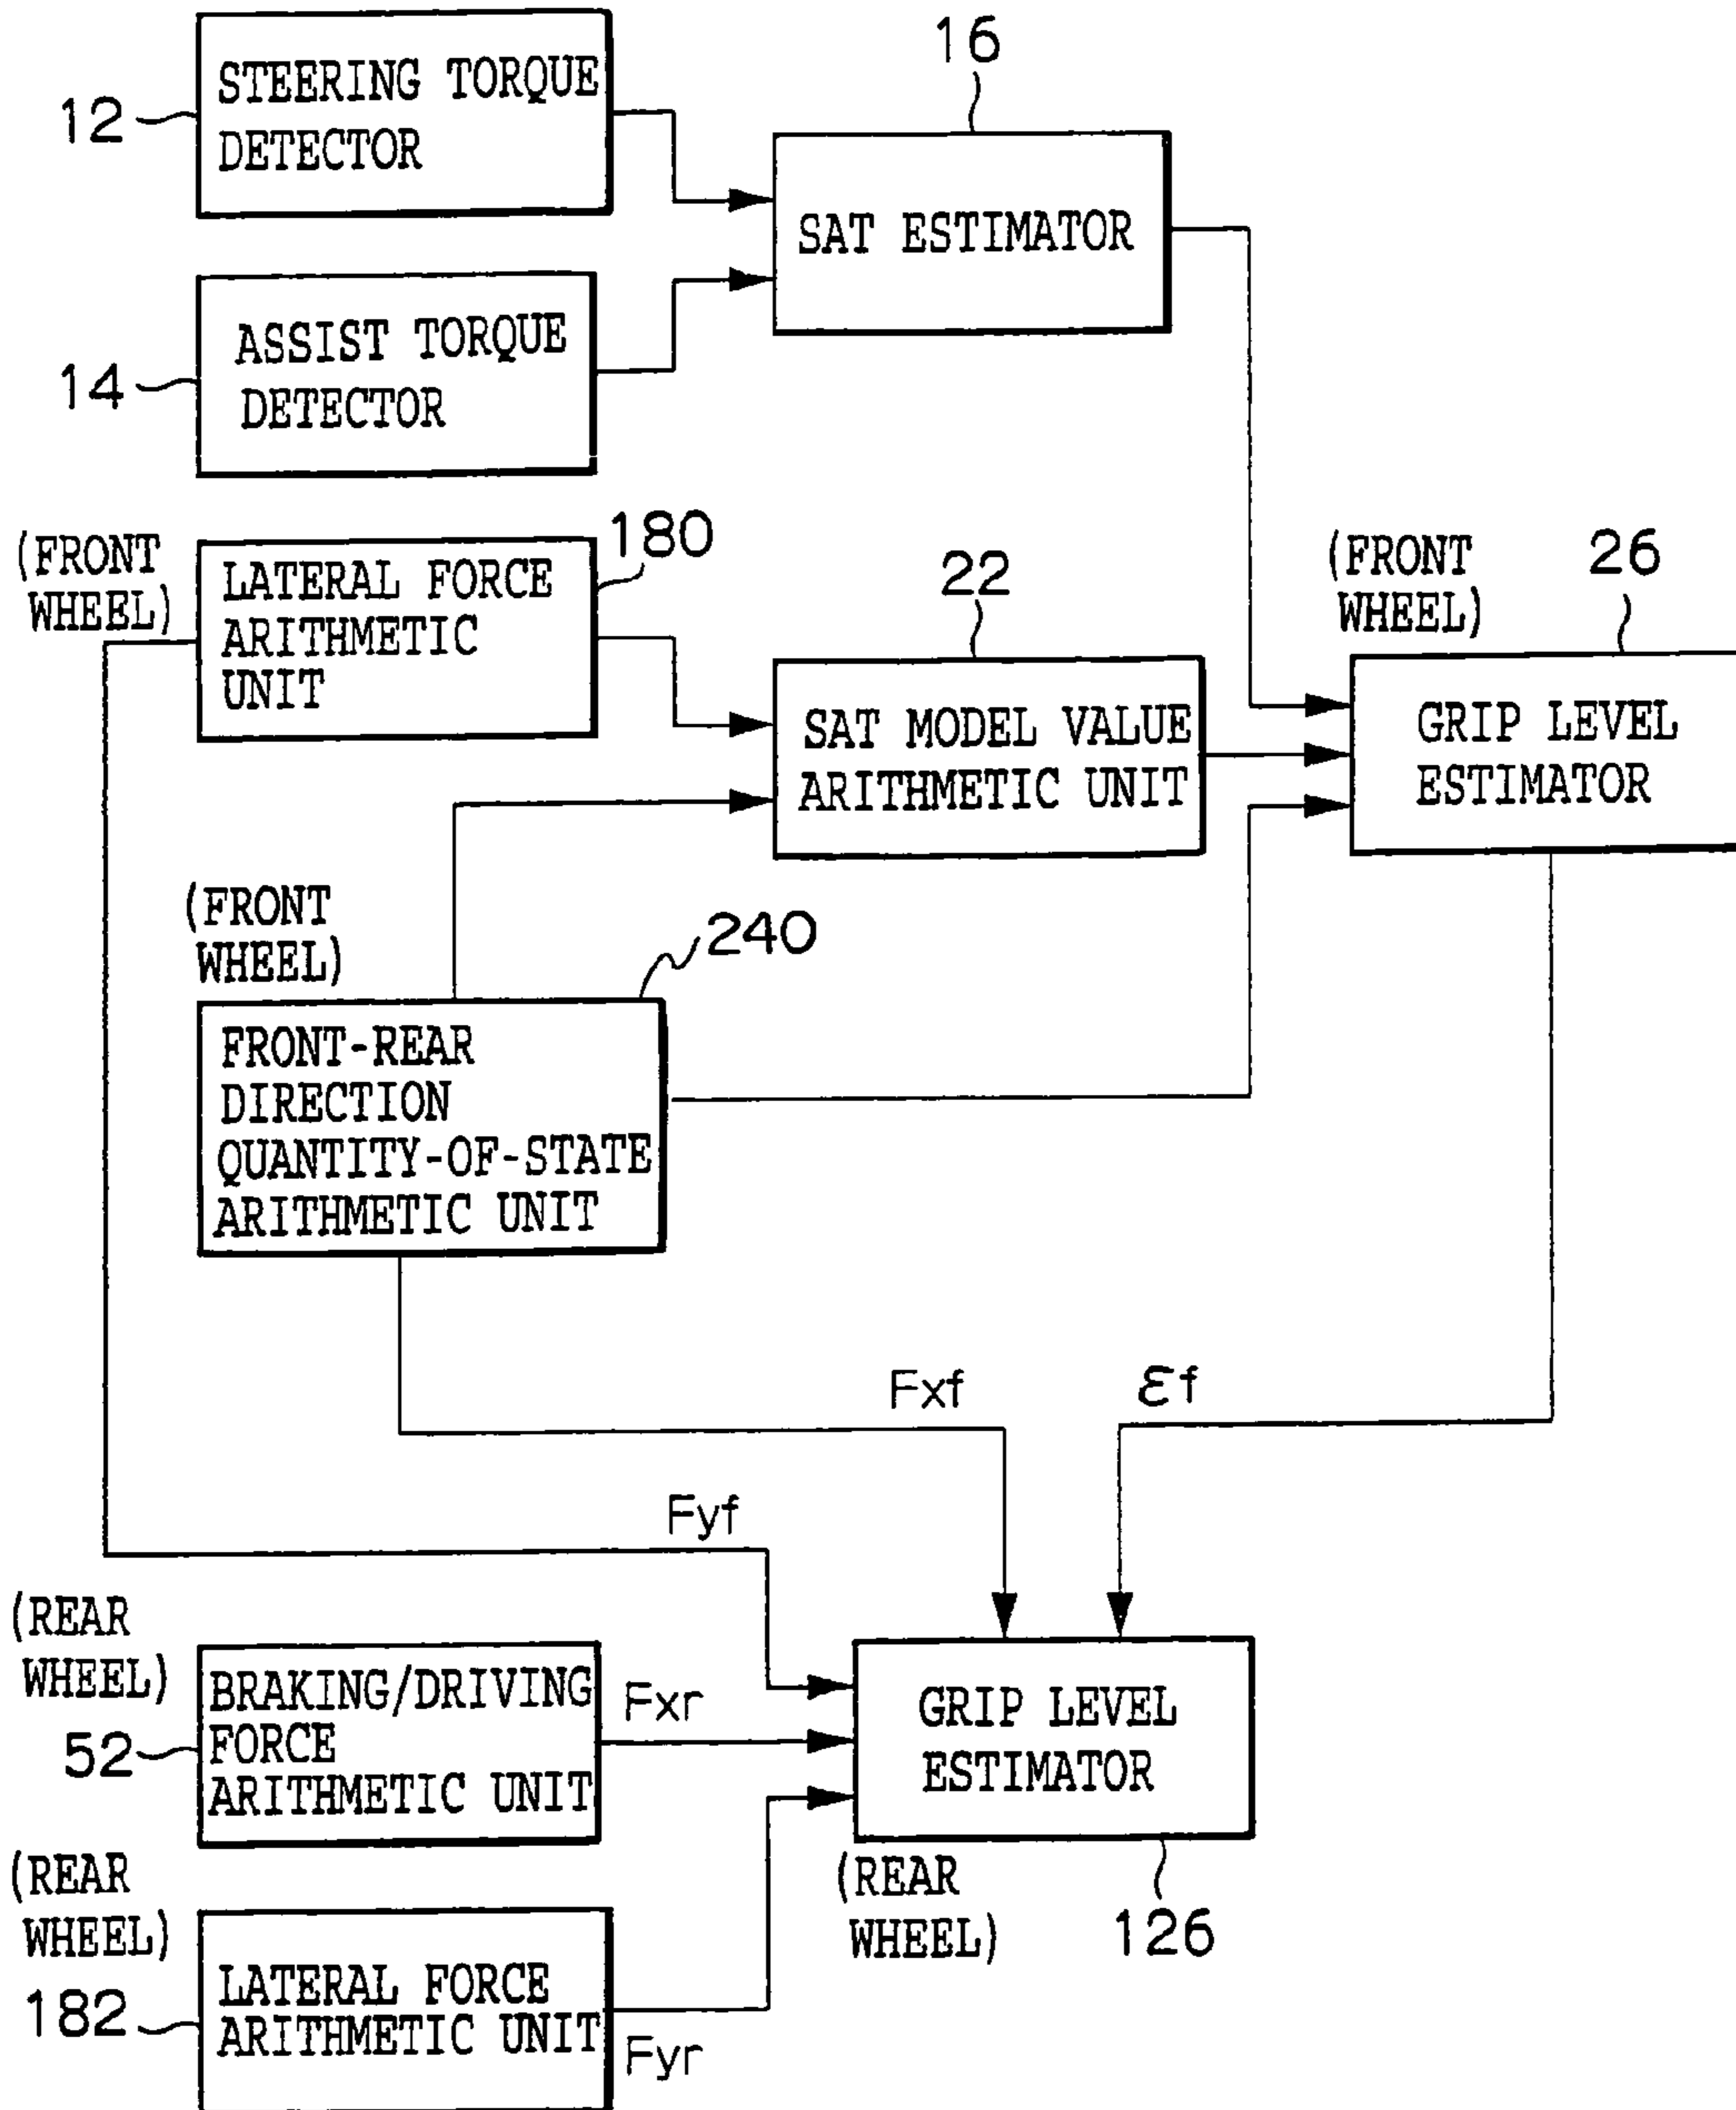 16
STEERING TORQUE
DETECTOR
12
SAT ESTIMATOR
ASSIST TORQUE
DETECTOR
14
(FRONT
WHEEL)
LATERAL FORCE
ARITHMETIC
UNIT
180
22
(FRONT
WHEEL)
26
SAT MODEL VALUE
ARITHMETIC UNIT
GRIP LEVEL
ESTIMATOR
(FRONT
WHEEL)
240
FRONT-REAR
DIRECTION
QUANTITY-OF-STATE
ARITHMETIC UNIT
Fxf
εf
Fyf
(REAR
WHEEL)
52
BRAKING/DRIVING
FORCE
ARITHMETIC UNIT
Fxr
GRIP LEVEL
ESTIMATOR
(REAR
WHEEL)
126
(REAR
WHEEL)
182
LATERAL FORCE
ARITHMETIC UNIT
Fyr